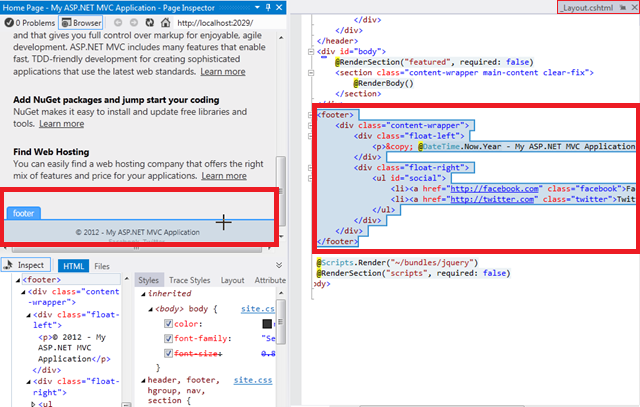 Home Page - My ASP.NET MVC Application - Page Inspector
0 Problems Browser http://localhost:2029/
and that gives you full control over markup for enjoyable, agile
development. ASP.NET MVC includes many features that enable
fast, TDD-friendly development for creating sophisticated
applications that use the latest web standards. Learn more
Add NuGet packages and jump start your coding
NuGet makes it easy to install and update free libraries and
tools. Learn more
Find Web Hosting
You can easily find a web hosting company that offers the right
mix of features and price for your applications. Learn more
footer
© 2012 - My ASP.NET MVC Application
Facebook Twitter
Inspect HTML Files
<footer>
<div class="content
-wrapper">
<div class="float-
left">
<p>© 2012 - My
ASP.NET MVC
Application</p>
</div>
<div class="float-
right">
<ul
Styles Trace Styles Layout Attributes
inherited
<body> body { site.css
color:
font-family: "Se
font-size: 0.8
}
header, footer, site.css
hgroup, nav,
section {
_Layout.cshtml
</div>
</div>
</header>
<div id="body">
@RenderSection("featured", required: false)
<section class="content-wrapper main-content clear-fix">
@RenderBody()
</section>
</div>
<footer>
<div class="content-wrapper">
<div class="float-left">
<p>&copy; @DateTime.Now.Year - My ASP.NET MVC Application
</div>
<div class="float-right">
<ul id="social">
<li><a href="http://facebook.com" class="facebook">Fa
<li><a href="http://twitter.com" class="twitter">Twit
</ul>
</div>
</div>
</footer>
@Scripts.Render("~/bundles/jquery")
@RenderSection("scripts", required: false)
ody>